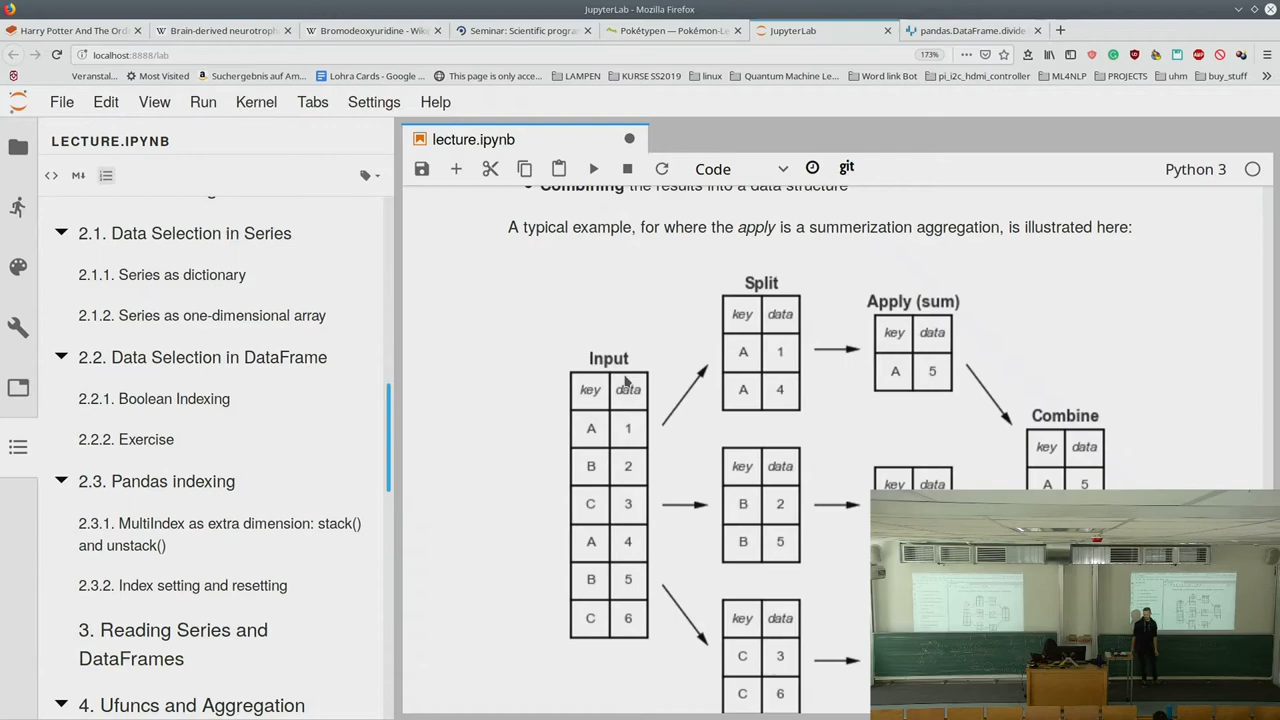 JupyterLab - Mozilla Firefox
Harry Potter And The Ord
Brain-derived neurotroph
Bromodeoxyuridine - Wiki
Seminar: Scientific progra
Pokétypen — Pokémon-Le
JupyterLab
pandas.DataFrame.divide
localhost:8888/lab
173%
Veranstal...
Most Visited
Suchergebnis auf Am...
Lohra Cards - Google ...
This page is only acce...
LAMPEN
KURSE SS2019
linux
Quantum Machine Le...
Word link Bot
pi_i2c_hdmi_controller
ML4NLP
PROJECTS
uhm
buy_stuff
File Edit View Run Kernel Tabs Settings Help
LECTURE.IPYNB
lecture.ipynb
Code
git
Python 3
2.1. Data Selection in Series
2.1.1. Series as dictionary
2.1.2. Series as one-dimensional array
2.2. Data Selection in DataFrame
2.2.1. Boolean Indexing
2.2.2. Exercise
2.3. Pandas indexing
2.3.1. MultiIndex as extra dimension: stack()
and unstack()
2.3.2. Index setting and resetting
3. Reading Series and
DataFrames
4. Ufuncs and Aggregation
Combining the results into a data structure
A typical example, for where the apply is a summerization aggregation, is illustrated here:
Input
key data
A 1
B 2
C 3
A 4
B 5
C 6
Split
key data
A 1
A 4
key data
B 2
B 5
key data
C 3
C 6
Apply (sum)
key data
A 5
key data
Combine
key data
A 5